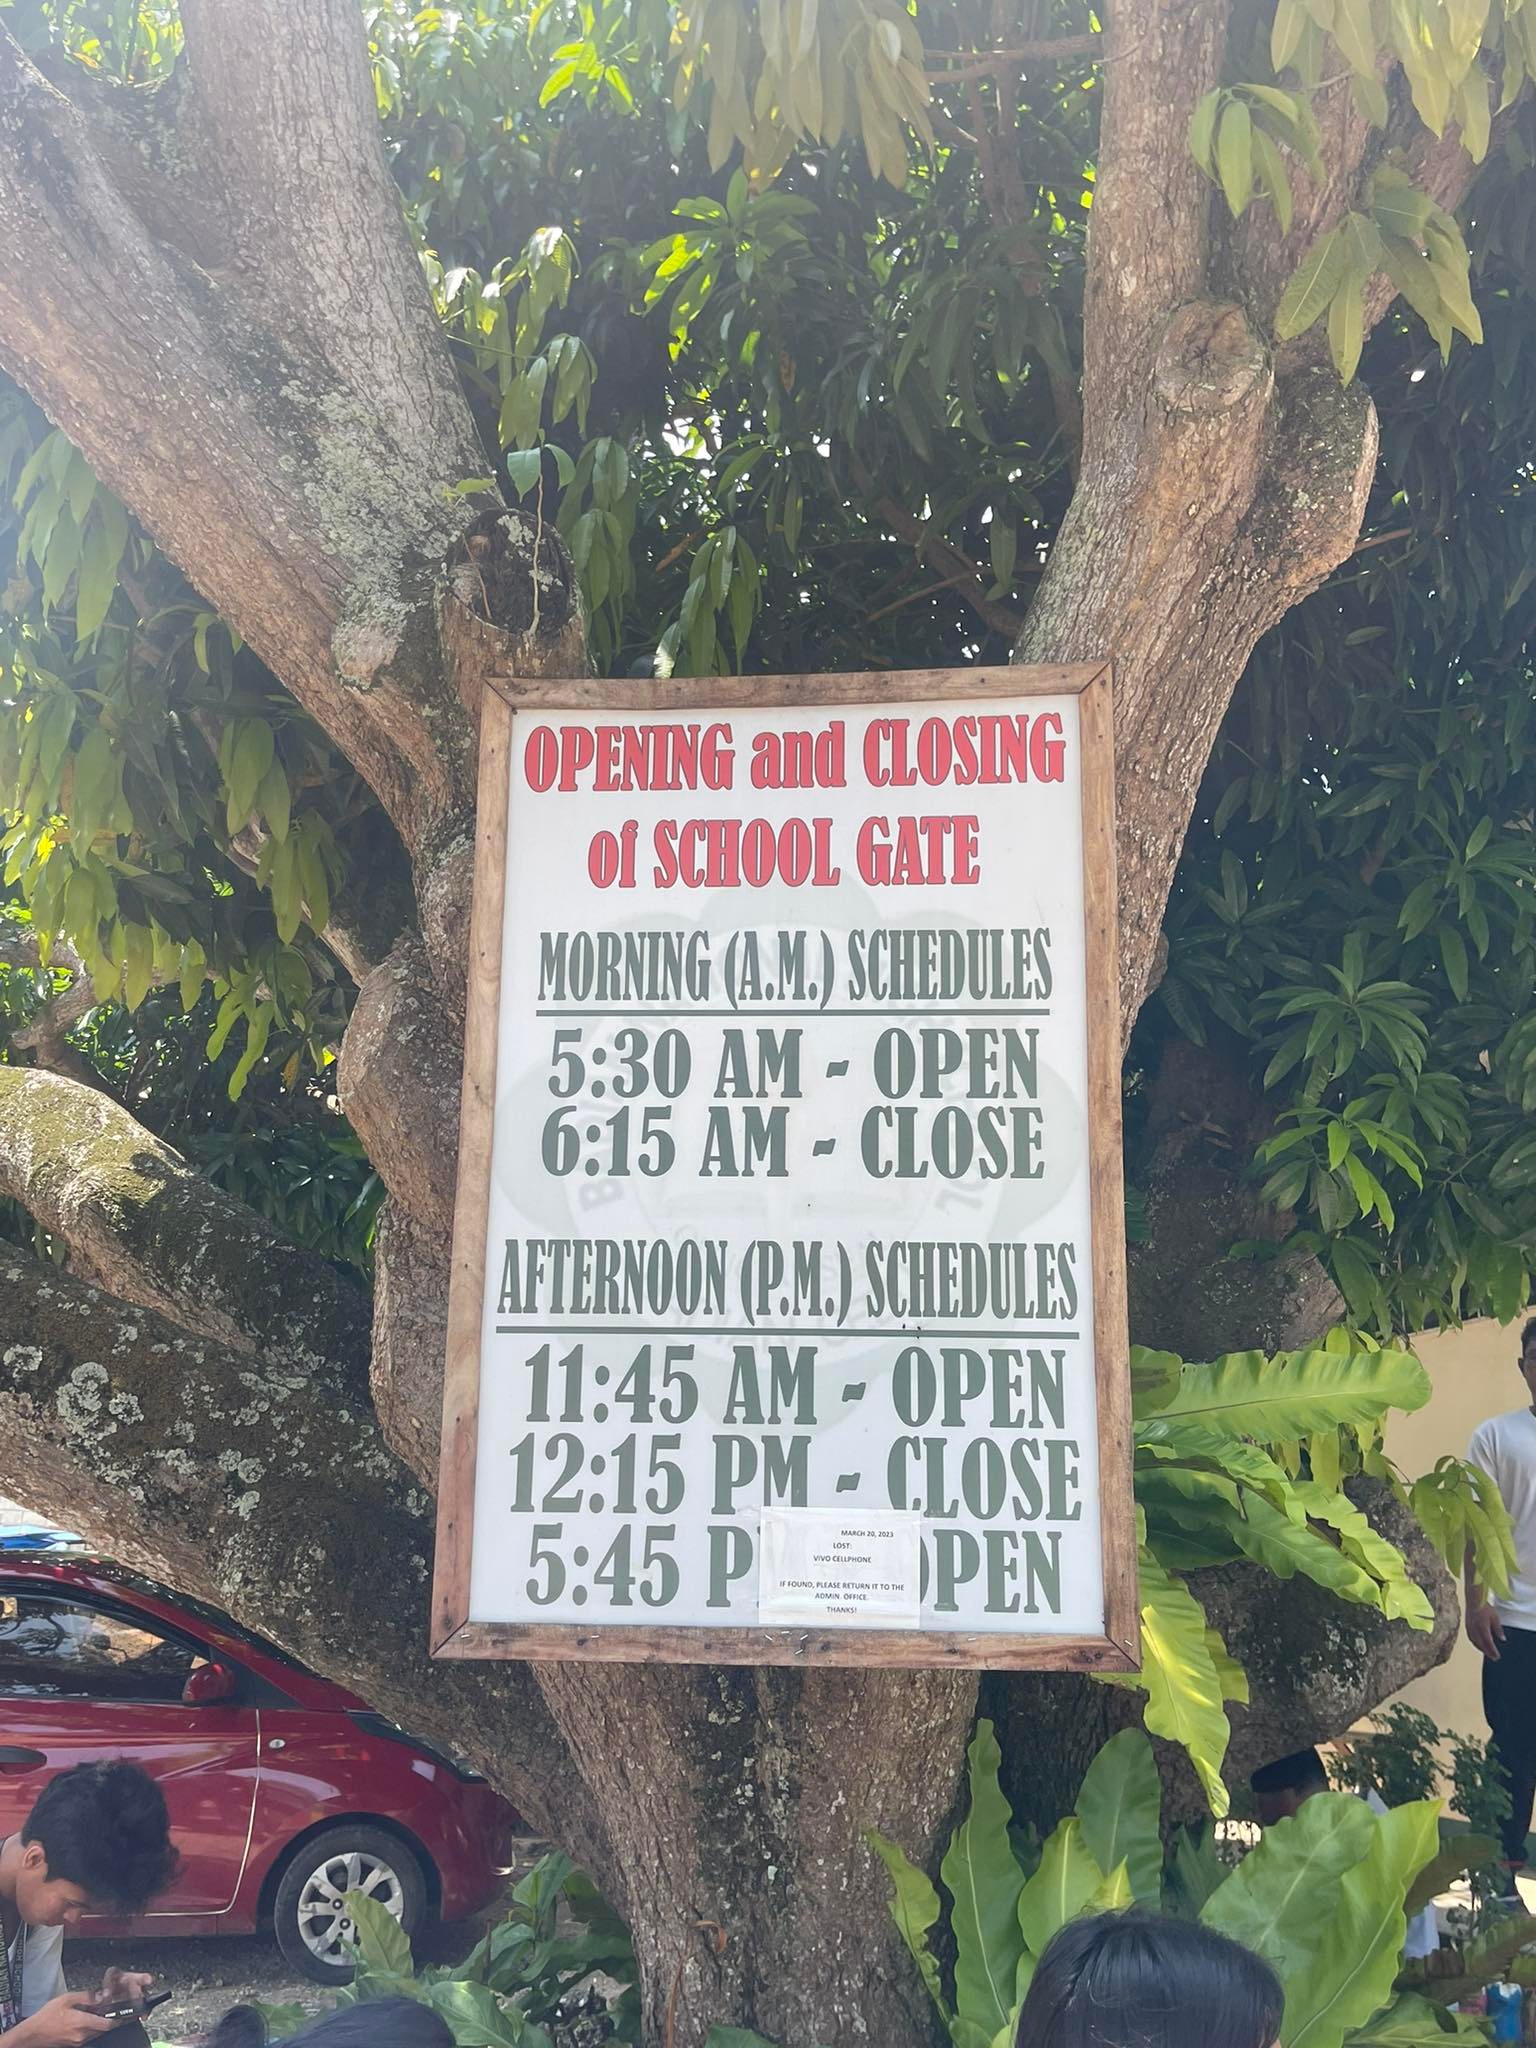 OPENING and CLOSING
of SCHOOL GATE
MORNING (A.M.) SCHEDULES
5:30 AM - OPEN
6:15 AM - CLOSE
AFTERNOON (P.M.) SCHEDULES
11:45 AM - OPEN
12:15 PM - CLOSE
5:45 P OPEN
MARCH 20, 2023
LOST:
VIVO CELLPHONE
IF FOUND, PLEASE RETURN IT TO THE
ADMIN. OFFICE.
THANKS!